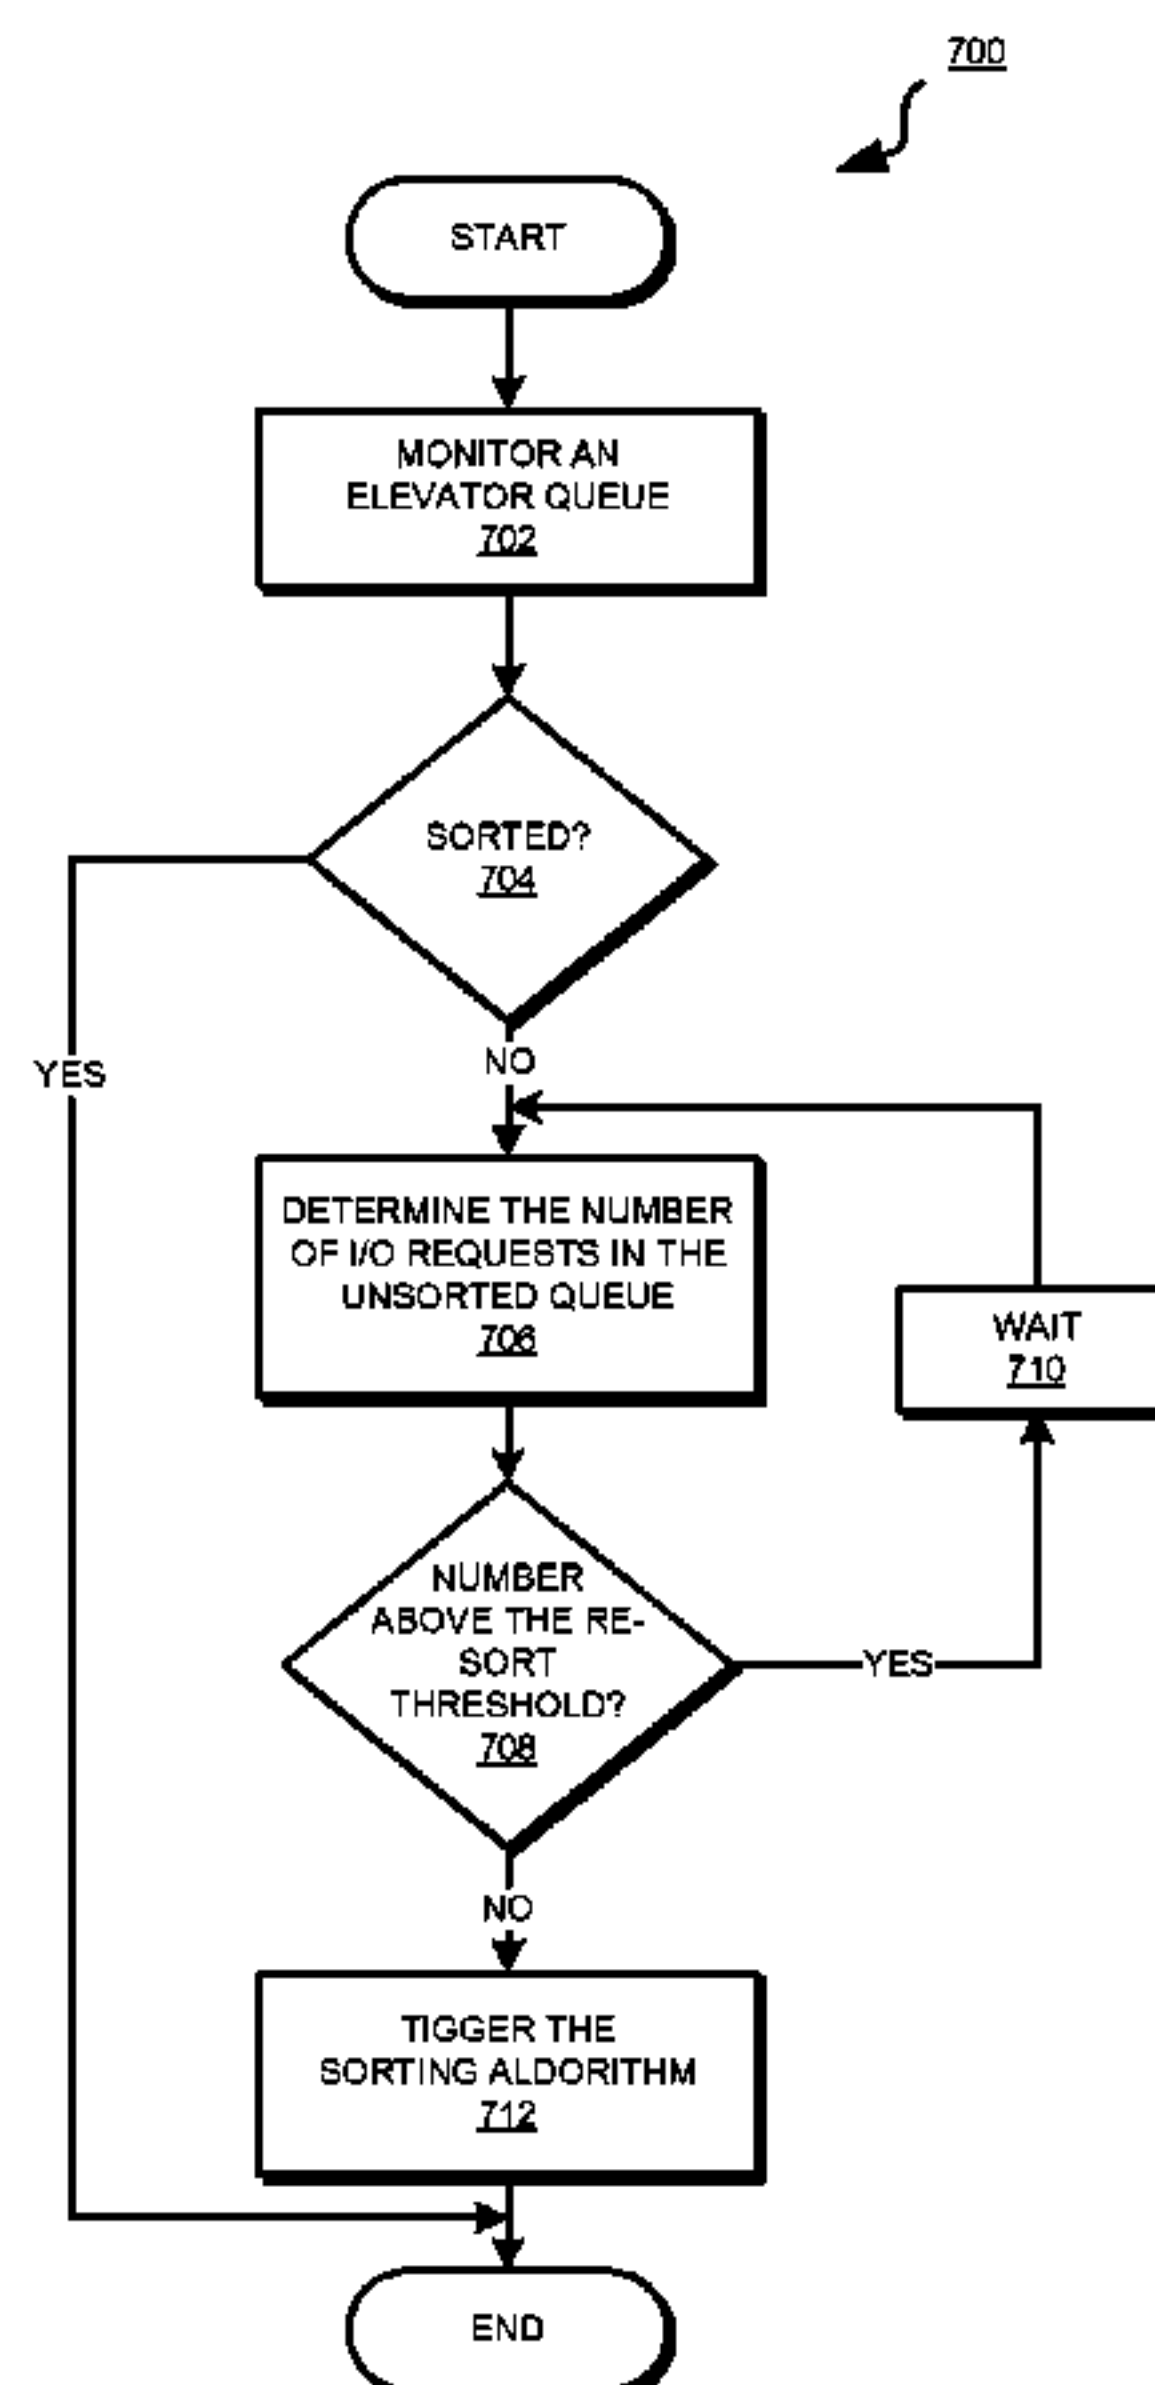 700
START
MONITOR AN
ELEVATOR QUEUE
702
SORTED?
704
YES
NO
DETERMINE THE NUMBER
OF I/O REQUESTS IN THE
UNSORTED QUEUE
706
WAIT
710
NUMBER
ABOVE THE RE-
SORT
THRESHOLD?
708
YES
NO
TIGGER THE
SORTING ALDORITHM
712
END